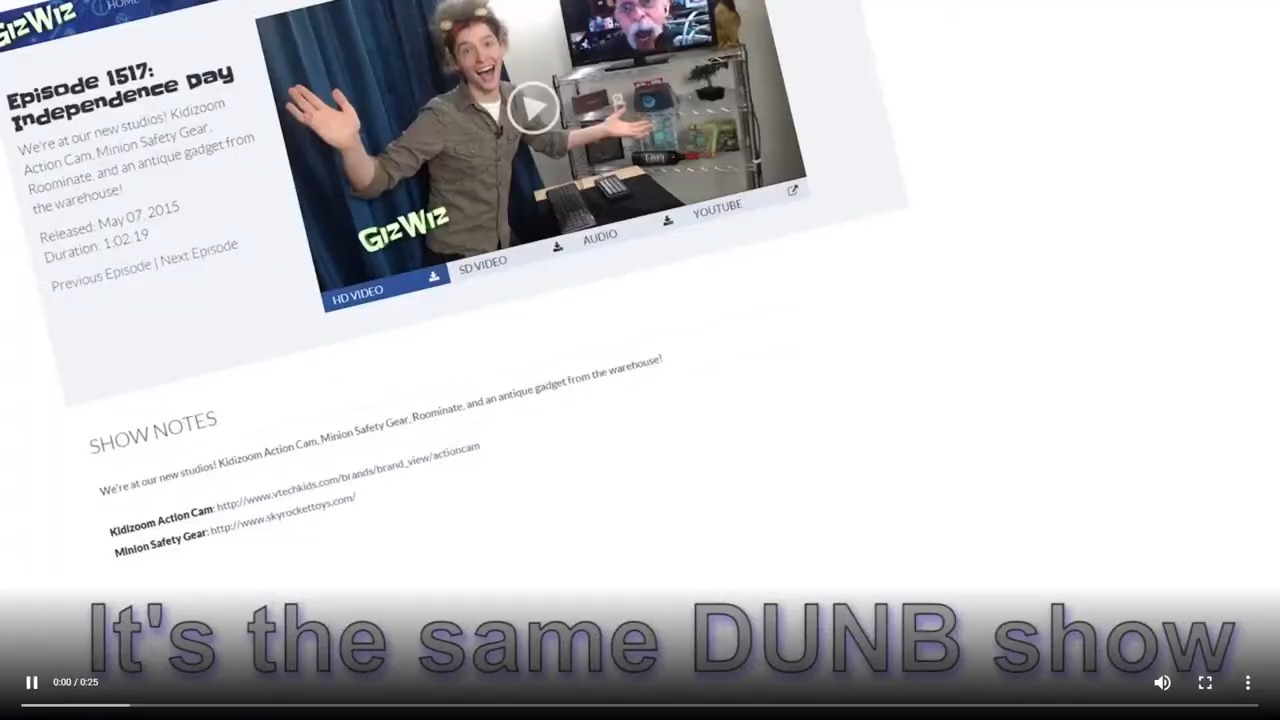 GizWiz
HOME
Episode 1517:
Independence Day
We're at our new studios! Kidizoom
Action Cam, Minion Safety Gear,
Roominate, and an antique gadget from
the warehouse!
Released: May 07, 2015
Duration: 1:02:19
Previous Episode | Next Episode
GizWiz
HD VIDEO
SD VIDEO
AUDIO
YOUTUBE
SHOW NOTES
We're at our new studios! Kidizoom Action Cam, Minion Safety Gear, Roominate, and an antique gadget from the warehouse!
Kidizoom Action Cam: http://www.vtechkids.com/brands/brand_view/actioncam
Minion Safety Gear: http://www.skyrockettoys.com/
It's the same DUNB show
0:00 / 0:25